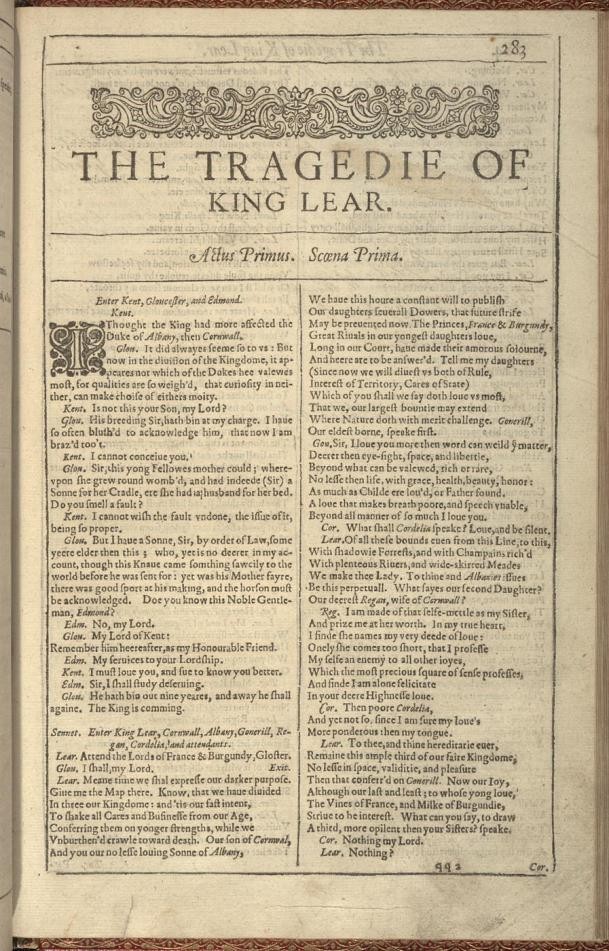 283
THE TRAGEDIE OF
KING LEAR.
Actus Primus. Scœna Prima.
Enter Kent, Gloucester, and Edmond.
Kent.
I Thought the King had more affected the
Duke of Albany, then Cornwall.
Glou. It did alwayes seeme so to vs: But
now in the diuision of the Kingdome, it ap-
peares not which of the Dukes hee valewes
most, for qualities are so weigh'd, that curiosity in nei-
ther, can make choise of eithers moity.
Kent. Is not this your Son, my Lord?
Glou. His breeding Sir, hath bin at my charge. I haue
so often blush'd to acknowledge him, that now I am
braz'd too't.
Kent. I cannot conceiue you.
Glou. Sir, this yong Fellowes mother could; where-
vpon she grew round womb'd, and had indeede (Sir) a
Sonne for her Cradle, ere she had a husband for her bed.
Do you smell a fault?
Kent. I cannot wish the fault vndone, the issue of it,
being so proper.
Glou. But I haue a Sonne, Sir, by order of Law, some
yeere elder then this; who, yet is no deerer in my ac-
count, though this Knaue came somthing sawcily to the
world before he was sent for: yet was his Mother fayre,
there was good sport at his making, and the horson must
be acknowledged. Doe you know this Noble Gentle-
man, Edmond?
Edm. No, my Lord.
Glou. My Lord of Kent:
Remember him heereafter, as my Honourable Friend.
Edm. My seruices to your Lordship.
Kent. I must loue you, and sue to know you better.
Edm. Sir, I shall study deseruing.
Glou. He hath bin out nine yeares, and away he shall
againe. The King is comming.
Sennet. Enter King Lear, Cornwall, Albany, Gonerill, Re-
gan, Cordelia, and attendants.
Lear. Attend the Lords of France & Burgundy, Gloster.
Glou. I shall, my Lord. Exit.
Lear. Meane time we shal expresse our darker purpose.
Giue me the Map there. Know, that we haue diuided
In three our Kingdome: and 'tis our fast intent,
To shake all Cares and Businesse from our Age,
Conferring them on yonger strengths, while we
Vnburthen'd crawle toward death. Our son of Cornwal,
And you our no lesse louing Sonne of Albany,
We haue this houre a constant will to publish
Our daughters seuerall Dowers, that future strife
May be preuented now. The Princes, France & Burgundy,
Great Riuals in our yongest daughters loue,
Long in our Court, haue made their amorous soiourne,
And heere are to be answer'd. Tell me my daughters
(Since now we will diuest vs both of Rule,
Interest of Territory, Cares of State)
Which of you shall we say doth loue vs most,
That we, our largest bountie may extend
Where Nature doth with merit challenge. Gonerill,
Our eldest borne, speake first.
Gon. Sir, I loue you more then word can weild ye matter,
Deerer then eye-sight, space, and libertie,
Beyond what can be valewed, rich or rare,
No lesse then life, with grace, health, beauty, honor:
As much as Childe ere lou'd, or Father found.
A loue that makes breath poore, and speech vnable,
Beyond all manner of so much I loue you.
Cor. What shall Cordelia speake? Loue, and be silent.
Lear. Of all these bounds euen from this Line, to this,
With shadowie Forrests, and with Champains rich'd
With plenteous Riuers, and wide-skirted Meades
We make thee Lady. To thine and Albanies issues
Be this perpetuall. What sayes our second Daughter?
Our deerest Regan, wife of Cornwall?
Reg. I am made of that selfe-mettle as my Sister,
And prize me at her worth. In my true heart,
I finde she names my very deede of loue:
Onely she comes too short, that I professe
My selfe an enemy to all other ioyes,
Which the most precious square of sense professes,
And finde I am alone felicitate
In your deere Highnesse loue.
Cor. Then poore Cordelia,
And yet not so, since I am sure my loue's
More ponderous then my tongue.
Lear. To thee, and thine hereditarie euer,
Remaine this ample third of our faire Kingdome,
No lesse in space, validitie, and pleasure
Then that conferr'd on Gonerill. Now our Ioy,
Although our last and least; to whose yong loue,
The Vines of France, and Milke of Burgundie,
Striue to be interest. What can you say, to draw
A third, more opilent then your Sisters? speake.
Cor. Nothing my Lord.
Lear. Nothing?
qq2 Cor.